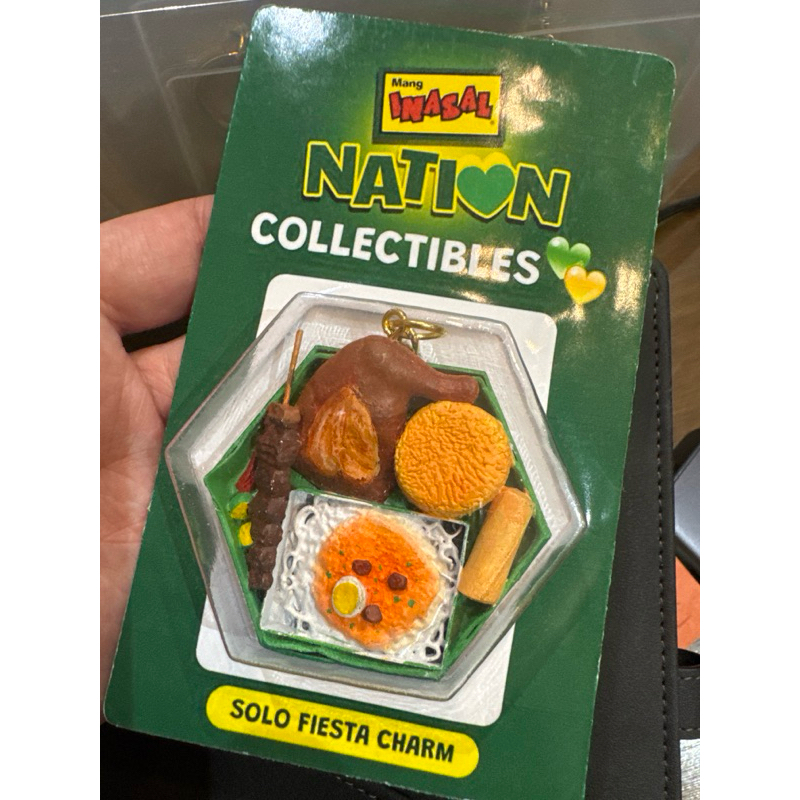 Mang
INASAL
NATION
COLLECTIBLES
SOLO FIESTA CHARM